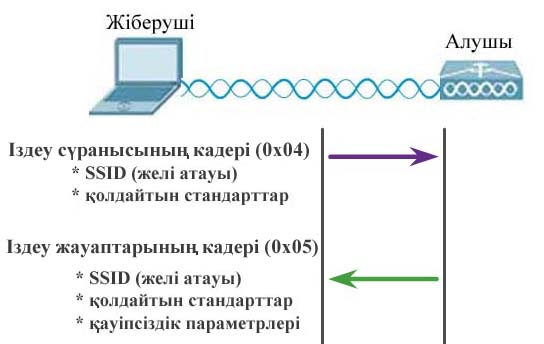 Жіберуші
Алушы
Іздеу сұранысының кадері (0x04)
* SSID (желі атауы)
* қолдайтын стандарттар
Іздеу жауаптарының кадері (0x05)
* SSID (желі атауы)
* қолдайтын стандарттар
* қауіпсіздік параметрлері